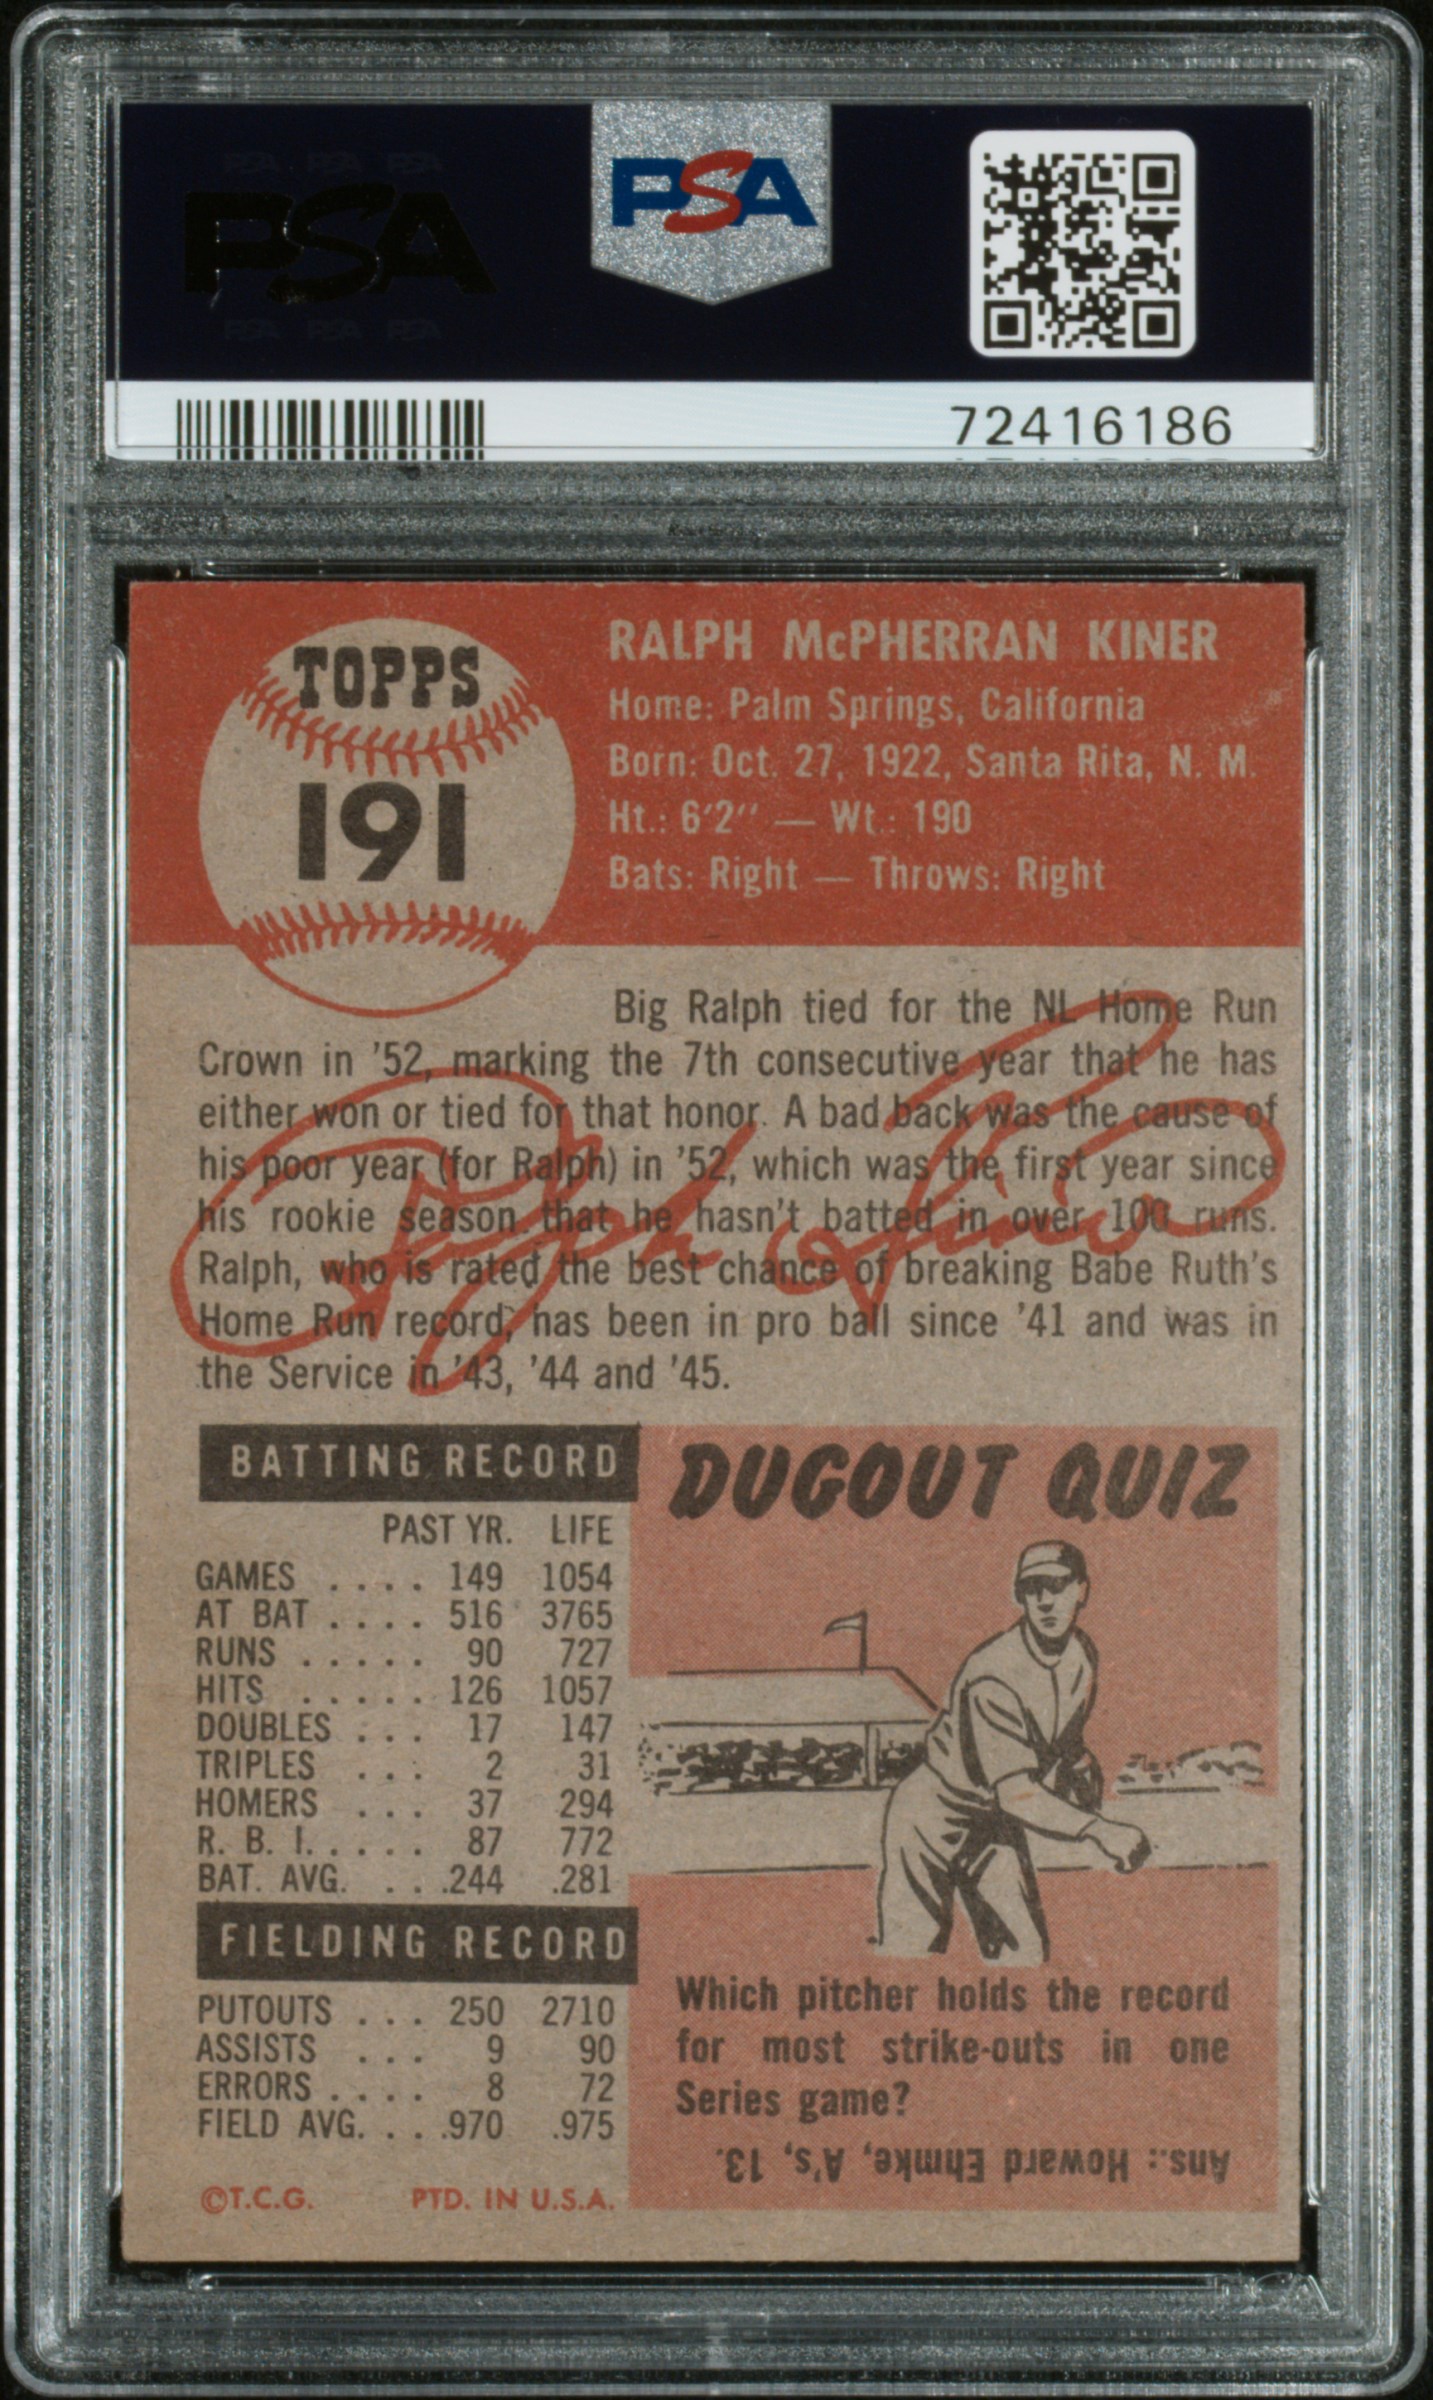 PSA PSA PSA
PSA
PSA PSA PSA
PSA
72416186
TOPPS
191
RALPH McPHERRAN KINER
Home: Palm Springs, California
Born: Oct. 27, 1922, Santa Rita, N. M.
Ht.: 6'2" — Wt.: 190
Bats: Right — Throws: Right
Big Ralph tied for the NL Home Run
Crown in '52, marking the 7th consecutive year that he has
either won or tied for that honor. A bad back was the cause of
his poor year (for Ralph) in '52, which was the first year since
his rookie season that he hasn't batted in over 100 runs.
Ralph, who is rated the best chance of breaking Babe Ruth's
Home Run record, has been in pro ball since '41 and was in
the Service in '43, '44 and '45.
Ralph Kiner
BATTING RECORD
PAST YR. LIFE
GAMES .... 149 1054
AT BAT .... 516 3765
RUNS ..... 90 727
HITS ..... 126 1057
DOUBLES ... 17 147
TRIPLES ... 2 31
HOMERS ... 37 294
R. B. I. .... 87 772
BAT. AVG. ... .244 .281
FIELDING RECORD
PUTOUTS ... 250 2710
ASSISTS ... 9 90
ERRORS .... 8 72
FIELD AVG. ... .970 .975
©T.C.G. PTD. IN U.S.A.
DUGOUT QUIZ
Which pitcher holds the record
for most strike-outs in one
Series game?
Ans.: Howard Ehmke, A's, 13.